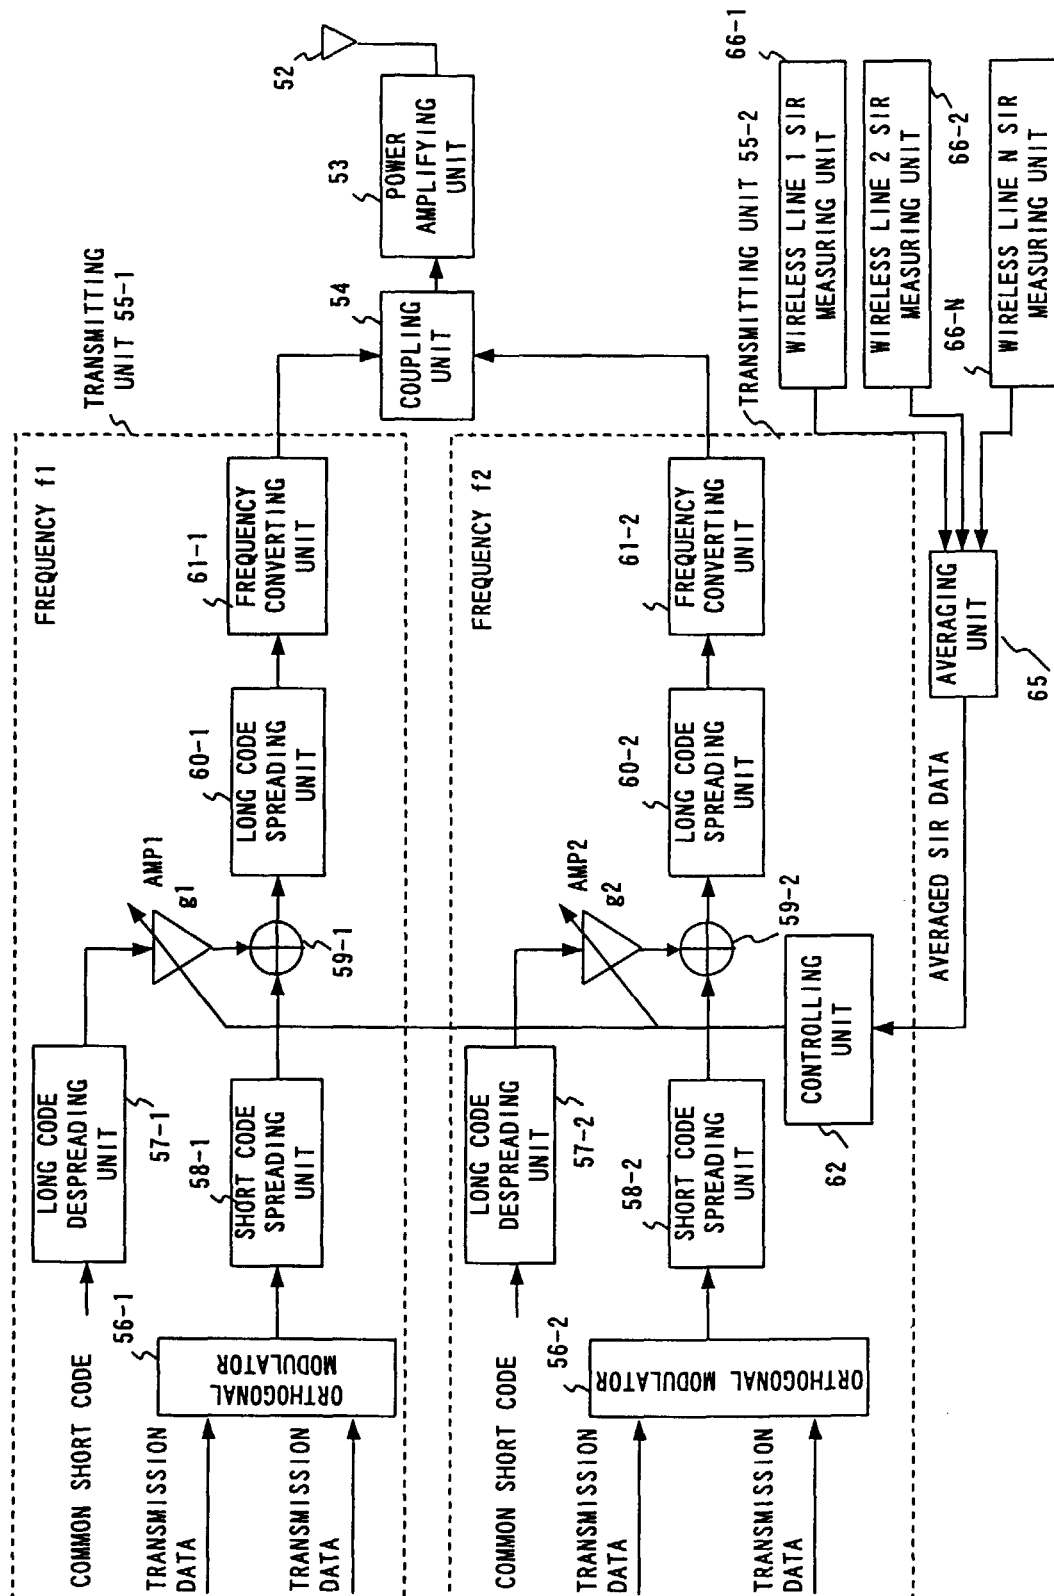 TRANSMITTING
UNIT 55-1
FREQUENCY f1
COMMON SHORT CODE
LONG CODE
DESPREADING
UNIT
57-1
AMP1
g1
TRANSMISSION
DATA
TRANSMISSION
DATA
56-1
ORTHOGONAL
MODULATOR
58-1
SHORT CODE
SPREADING
UNIT
59-1
60-1
LONG CODE
SPREADING
UNIT
61-1
FREQUENCY
CONVERTING
UNIT
54
COUPLING
UNIT
53
POWER
AMPLIFYING
UNIT
52
TRANSMITTING UNIT 55-2
FREQUENCY f2
COMMON SHORT CODE
LONG CODE
DESPREADING
UNIT
57-2
AMP2
g2
TRANSMISSION
DATA
TRANSMISSION
DATA
56-2
ORTHOGONAL MODULATOR
58-2
SHORT CODE
SPREADING
UNIT
59-2
60-2
LONG CODE
SPREADING
UNIT
61-2
FREQUENCY
CONVERTING
UNIT
CONTROLLING
UNIT
62
AVERAGED SIR DATA
AVERAGING
UNIT
65
66-1
WIRELESS LINE 1 SIR
MEASURING UNIT
WIRELESS LINE 2 SIR
MEASURING UNIT
66-2
66-N
WIRELESS LINE N SIR
MEASURING UNIT